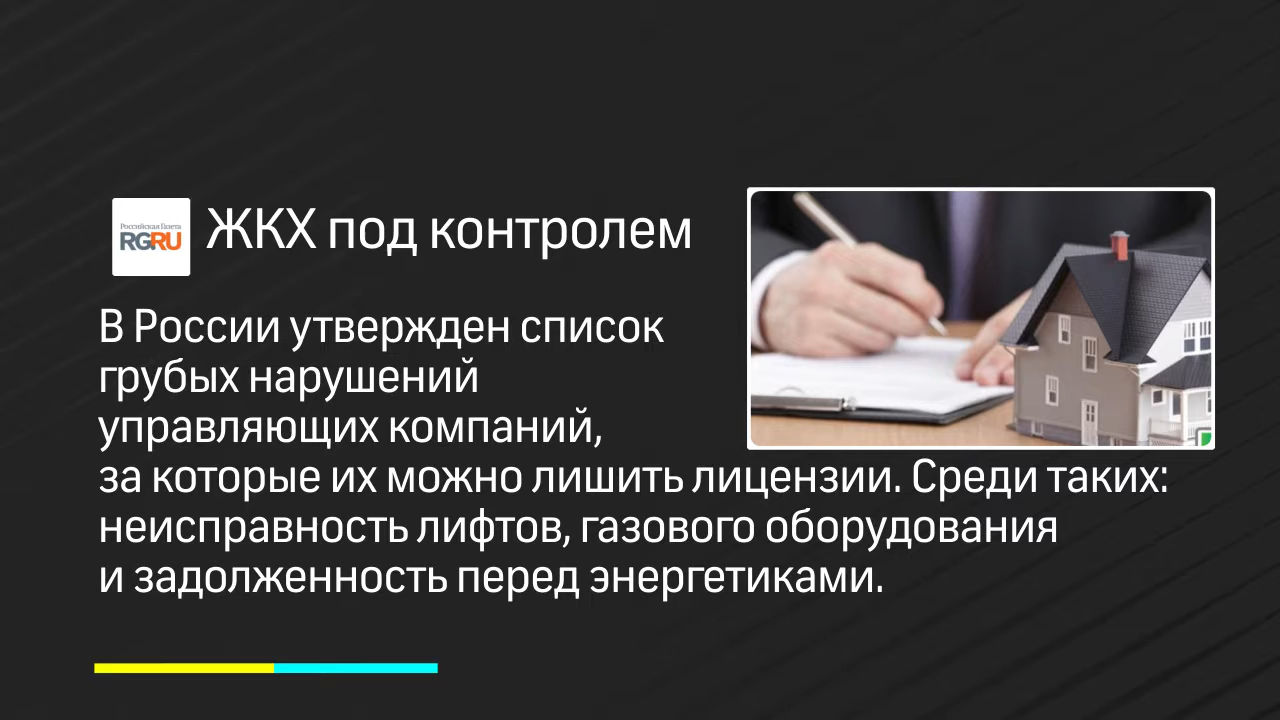 Российская Газета
RGRU
ЖКХ под контролем
В России утвержден список
грубых нарушений
управляющих компаний,
за которые их можно лишить лицензии. Среди таких:
неисправность лифтов, газового оборудования
и задолженность перед энергетиками.